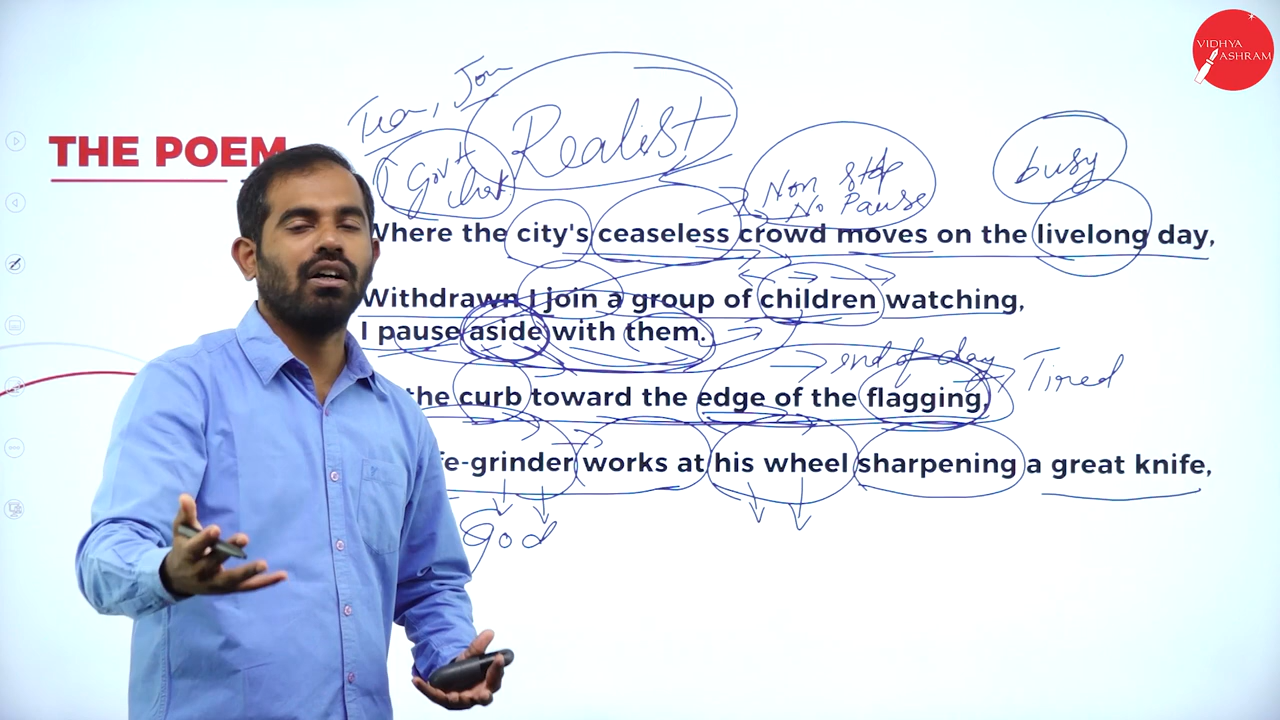 VIDHYA
ASHRAM
THE POEM
Realist
Gov't
Non stop
No Pause
busy
Where the city's ceaseless crowd moves on the livelong day,
Withdrawn I join a group of children watching,
I pause aside with them.
end of day
Tired
the curb toward the edge of the flagging,
fe-grinder works at his wheel sharpening a great knife,
God